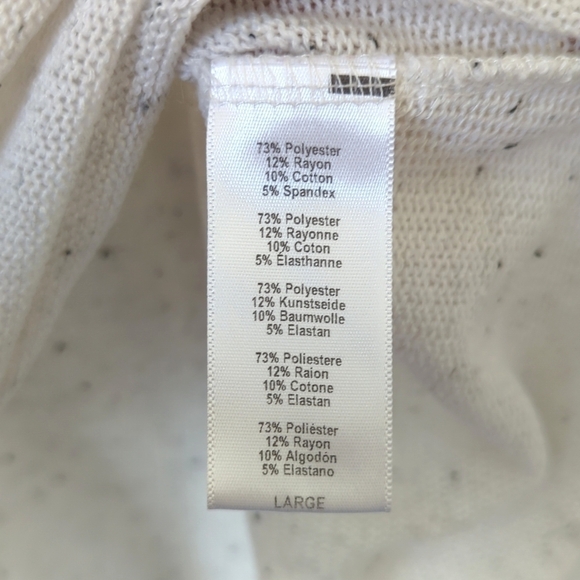 73% Polyester
12% Rayon
10% Cotton
5% Spandex
73% Polyester
12% Rayonne
10% Coton
5% Élasthanne
73% Polyester
12% Kunstseide
10% Baumwolle
5% Elastan
73% Poliestere
12% Raion
10% Cotone
5% Elastan
73% Poliéster
12% Rayon
10% Algodón
5% Elastano
LARGE